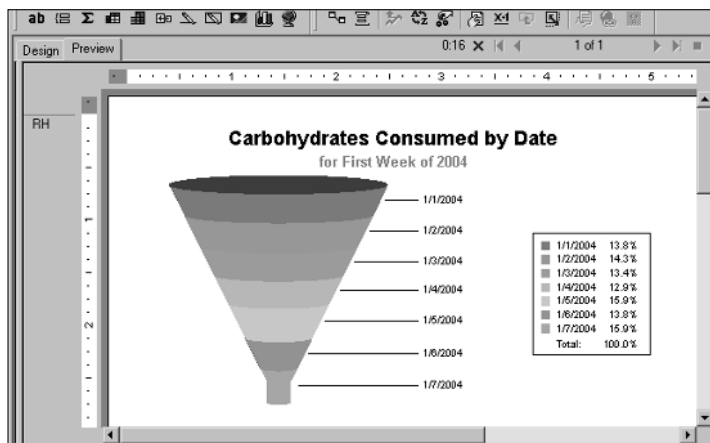 ab Σ X-1
Design Preview 0:16 1 of 1
1 2 3 4 5
RH
1
2
Carbohydrates Consumed by Date
for First Week of 2004
1/1/2004
1/2/2004
1/3/2004
1/4/2004
1/5/2004
1/6/2004
1/7/2004
1/1/2004 13.8%
1/2/2004 14.3%
1/3/2004 13.4%
1/4/2004 12.9%
1/5/2004 15.9%
1/6/2004 13.8%
1/7/2004 15.9%
Total: 100.0%